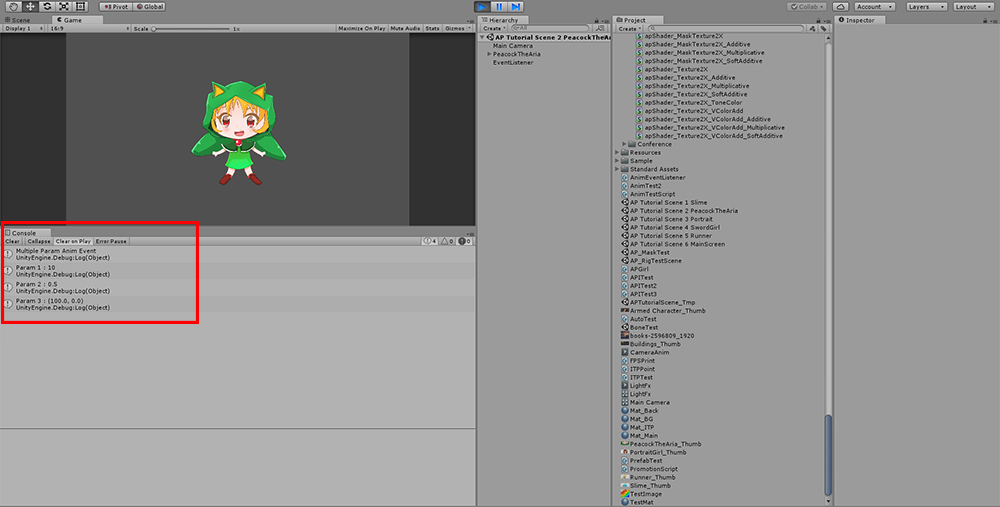 Pivot Global Collab Account Layers Layout
Scene Game
Display 1 16:9 Scale 1x Maximize On Play Mute Audio Stats Gizmos
Console
Clear Collapse Clear on Play Error Pause 4 0 0
Multiple Param Anim Event
UnityEngine.Debug:Log(Object)
Param 1 : 10
UnityEngine.Debug:Log(Object)
Param 2 : 0.5
UnityEngine.Debug:Log(Object)
Param 3 : (100.0, 0.0)
UnityEngine.Debug:Log(Object)
Hierarchy
Create All
AP Tutorial Scene 2 PeacockTheAria
Main Camera
PeacockTheAria
EventListener
Project
Create
apShader_MaskTexture2X
apShader_MaskTexture2X_Additive
apShader_MaskTexture2X_Multiplicative
apShader_MaskTexture2X_SoftAdditive
apShader_Texture2X
apShader_Texture2X_Additive
apShader_Texture2X_Multiplicative
apShader_Texture2X_SoftAdditive
apShader_Texture2X_ToneColor
apShader_Texture2X_VColorAdd
apShader_Texture2X_VColorAdd_Additive
apShader_Texture2X_VColorAdd_Multiplicative
apShader_Texture2X_VColorAdd_SoftAdditive
Conference
Resources
Sample
Standard Assets
AnimEventListener
AnimTest2
AnimTestScript
AP Tutorial Scene 1 Slime
AP Tutorial Scene 2 PeacockTheAria
AP Tutorial Scene 3 Portrait
AP Tutorial Scene 4 SwordGirl
AP Tutorial Scene 5 Runner
AP Tutorial Scene 6 MainScreen
AP_MaskTest
AP_RigTestScene
APGirl
APITest
APITest2
APITest3
APTutorialScene_Tmp
Armed Character_Thumb
AutoTest
BoneTest
books-2596809_1920
Buildings_Thumb
CameraAnim
FPSPrint
ITPPoint
ITPTest
LightFx
LightFx
Main Camera
Mat_Back
Mat_BG
Mat_ITP
Mat_Main
PeacockTheAria_Thumb
PortraitGirl_Thumb
PrefabTest
PromotionScript
Runner_Thumb
Slime_Thumb
TestImage
TestMat
Inspector